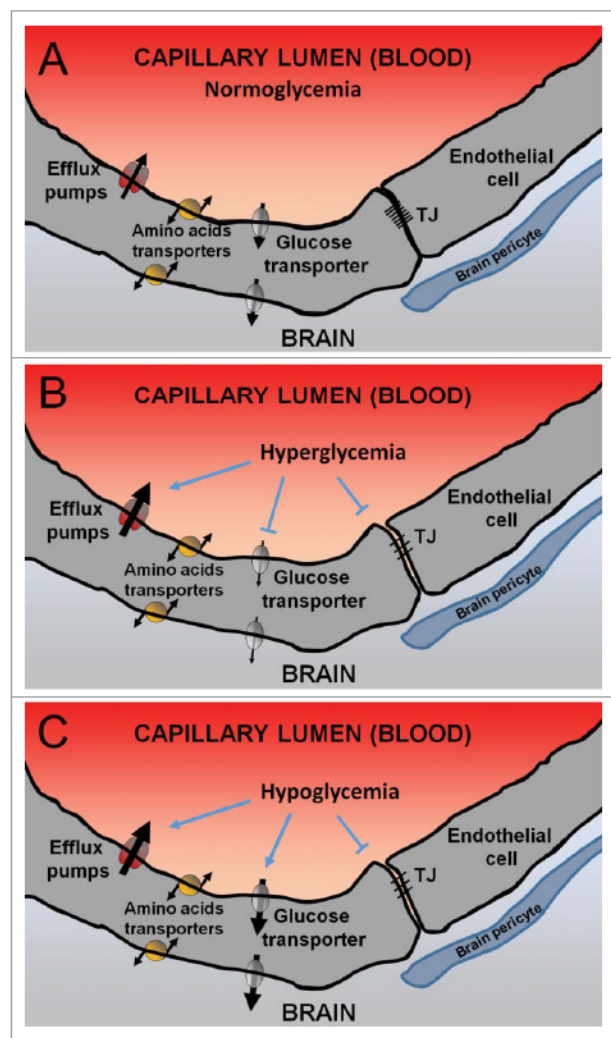 A
CAPILLARY LUMEN (BLOOD)
Normoglycemia
Efflux
pumps
Amino acids
transporters
Glucose
transporter
TJ
Endothelial
cell
Brain pericyte
BRAIN
B
CAPILLARY LUMEN (BLOOD)
Hyperglycemia
Efflux
pumps
Amino acids
transporters
Glucose
transporter
TJ
Endothelial
cell
Brain pericyte
BRAIN
C
CAPILLARY LUMEN (BLOOD)
Hypoglycemia
Efflux
pumps
Amino acids
transporters
Glucose
transporter
TJ
Endothelial
cell
Brain pericyte
BRAIN